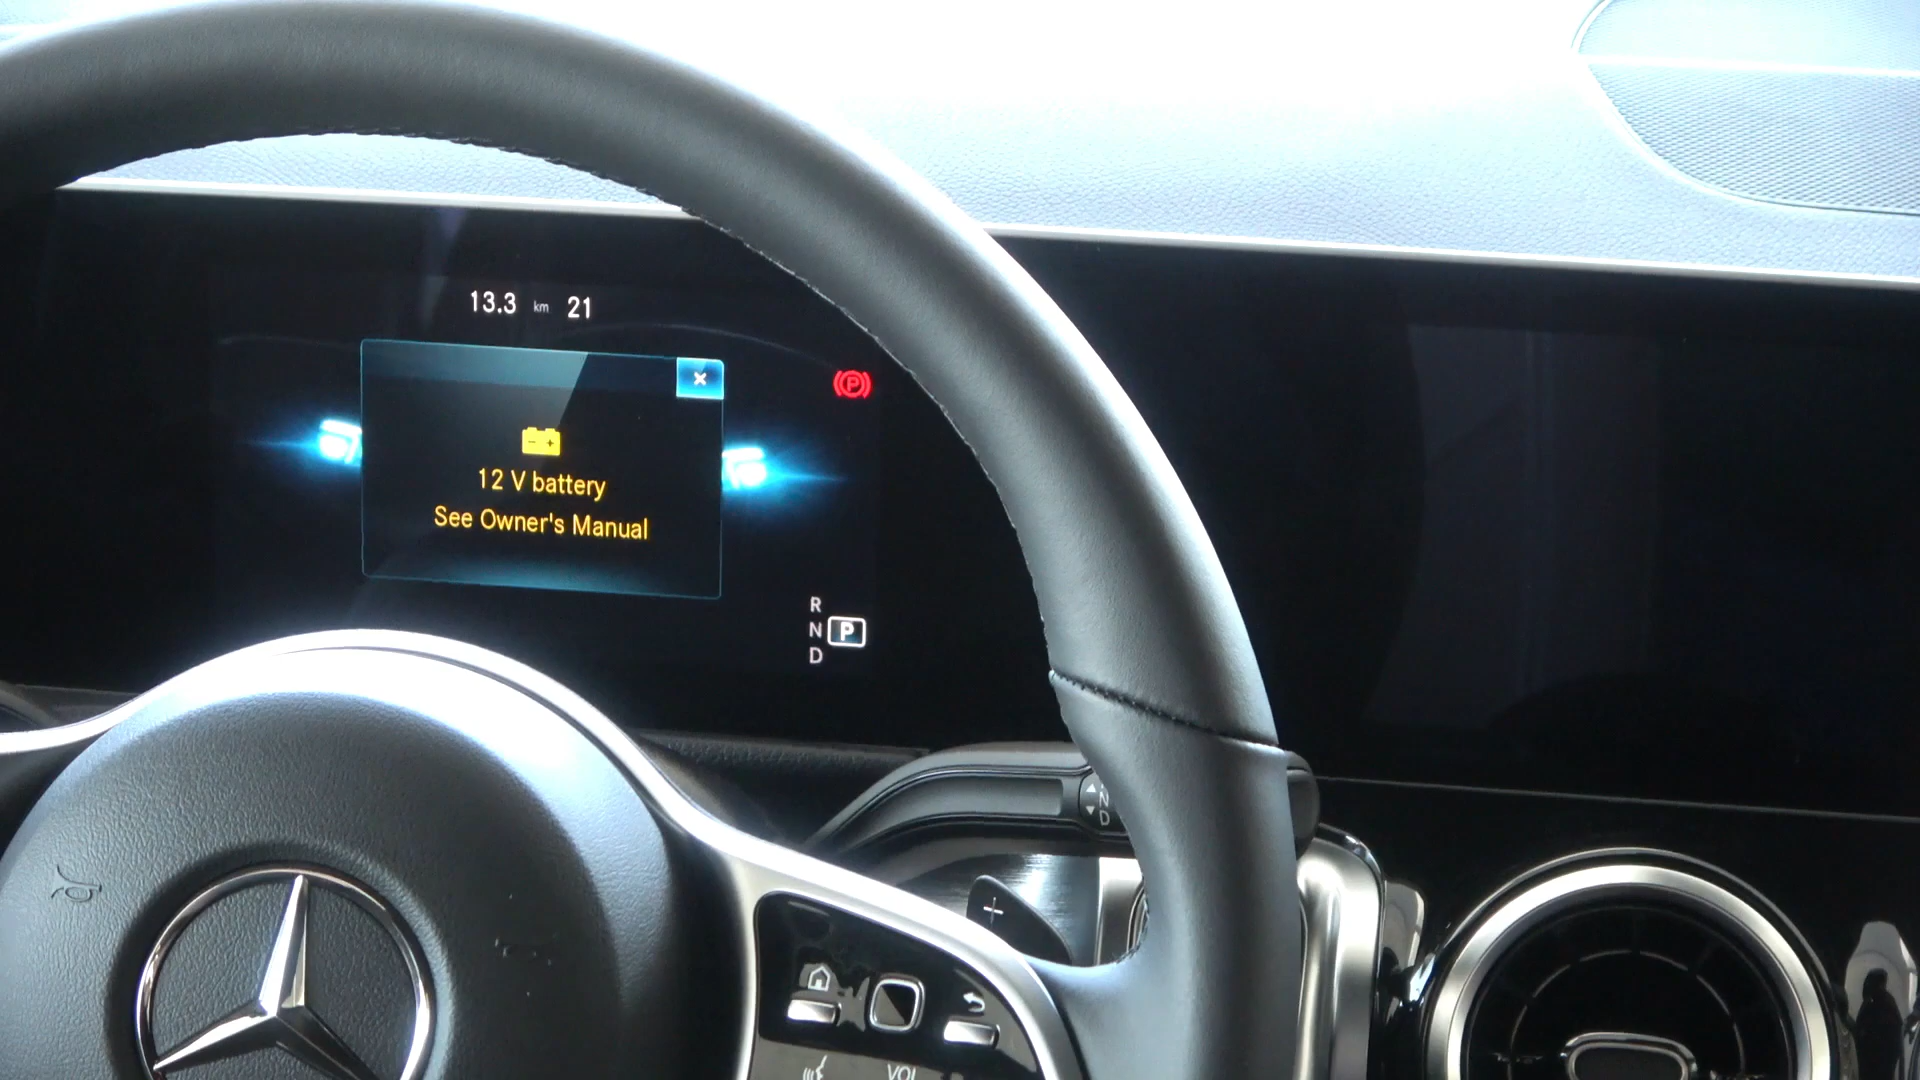 13.3 km 21
12 V battery
See Owner's Manual
R
N P
D
N
D
VOL